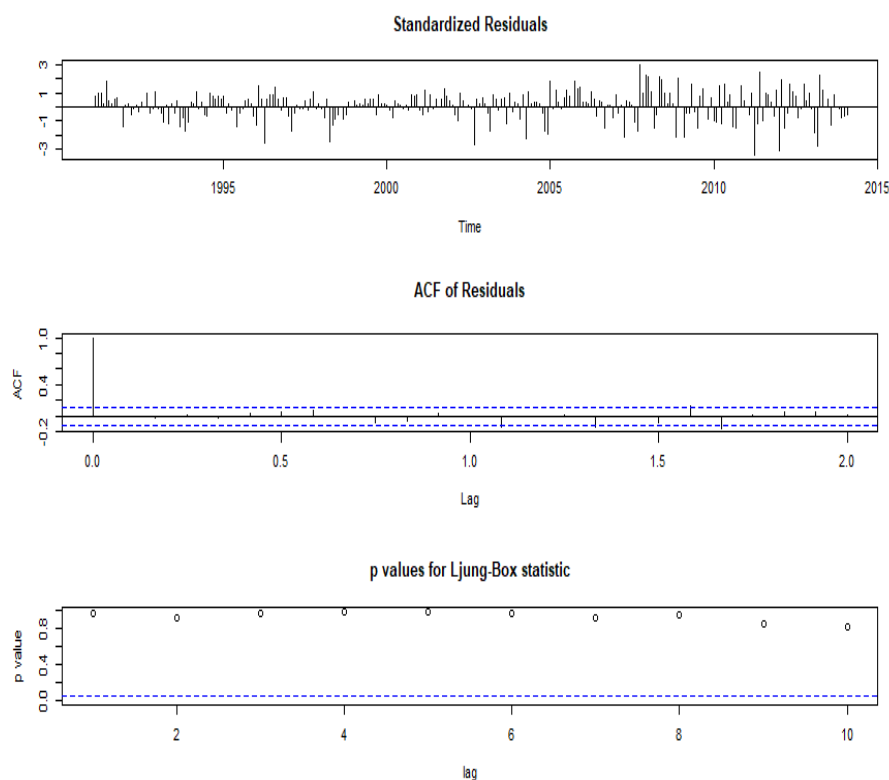 Standardized Residuals
3
1
-1
-3
1995 2000 2005 2010 2015
Time
ACF of Residuals
1.0
0.4
-0.2
ACF
0.0 0.5 1.0 1.5 2.0
Lag
p values for Ljung-Box statistic
0.8
0.4
0.0
p value
2 4 6 8 10
lag